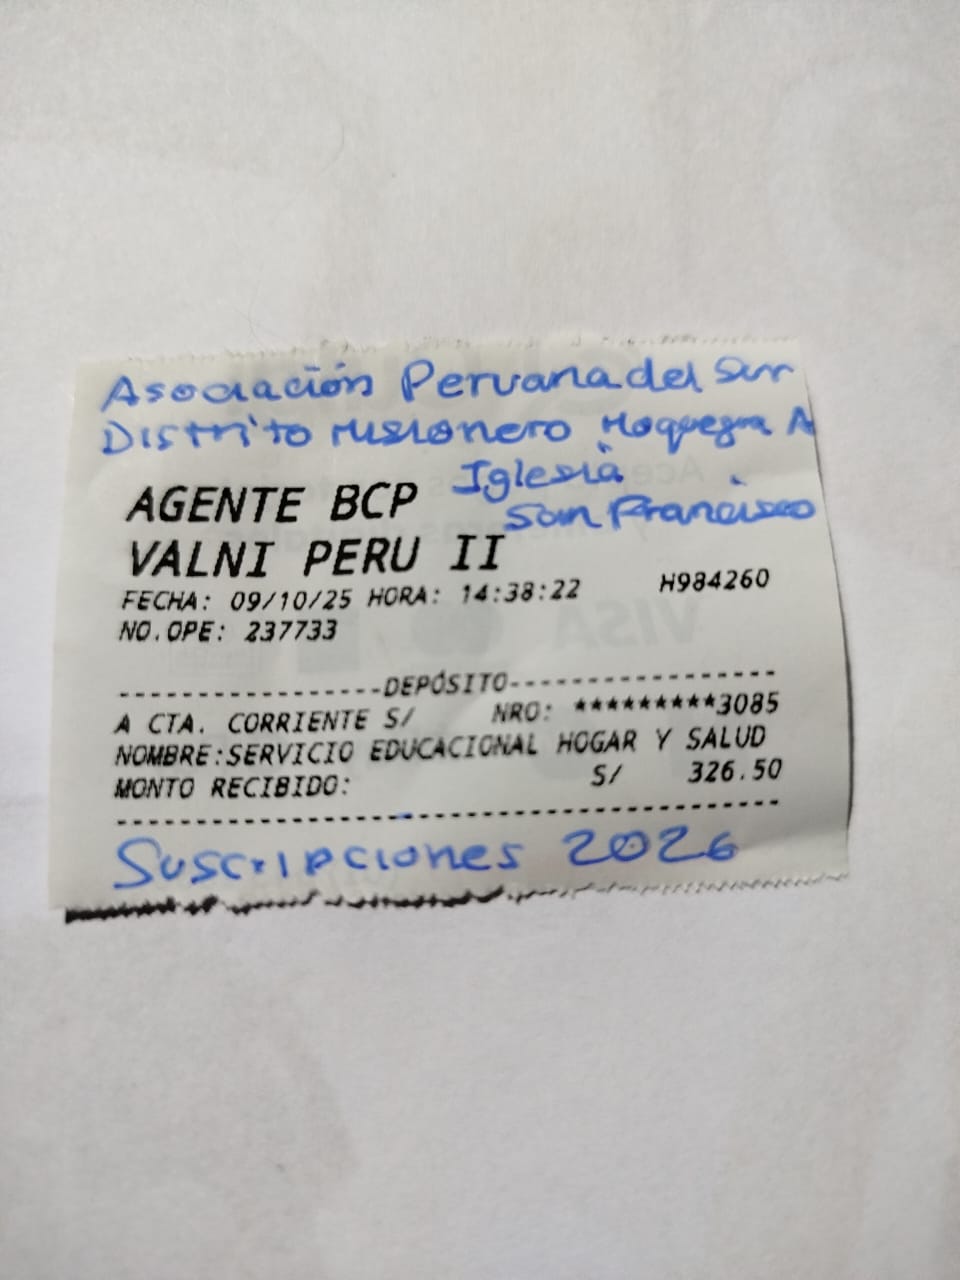 Asociación Peruana del Sur
Distrito Misionero Moquegua A
Iglesia
San Francisco
AGENTE BCP
VALNI PERU II
FECHA: 09/10/25 HORA: 14:38:22 H984260
NO.OPE: 237733
-----------------DEPÓSITO-----------------
A CTA. CORRIENTE S/ NRO: *********3085
NOMBRE:SERVICIO EDUCACIONAL HOGAR Y SALUD
MONTO RECIBIDO: S/ 326.50
Suscripciones 2026
VISA